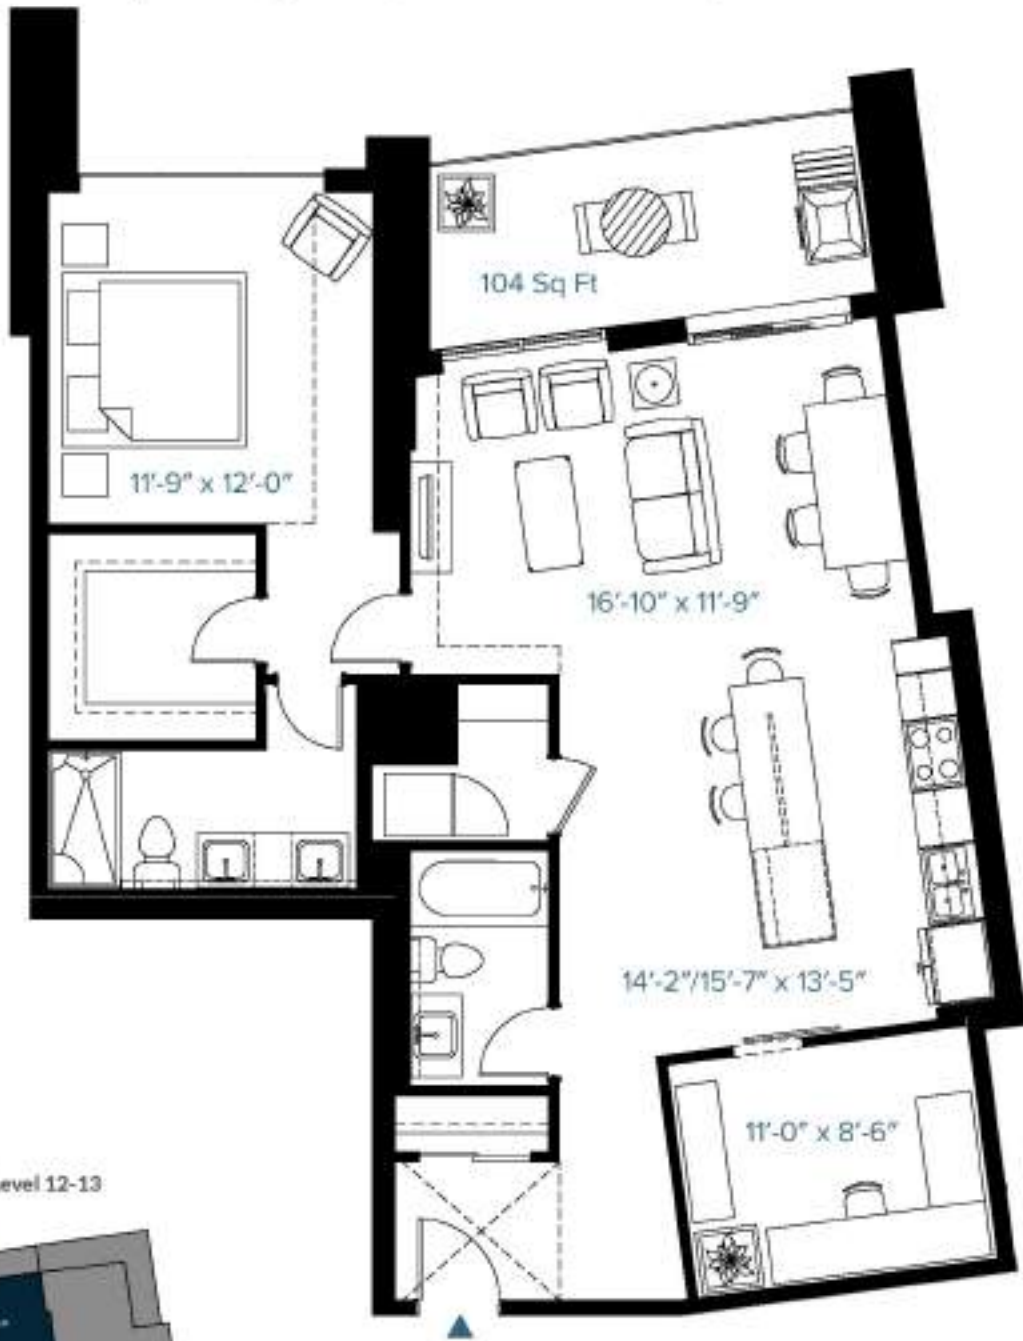 104 Sq Ft
11'-9" x 12'-0"
16'-10" x 11'-9"
14'-2"/15'-7" x 13'-5"
11'-0" x 8'-6"
evel 12-13